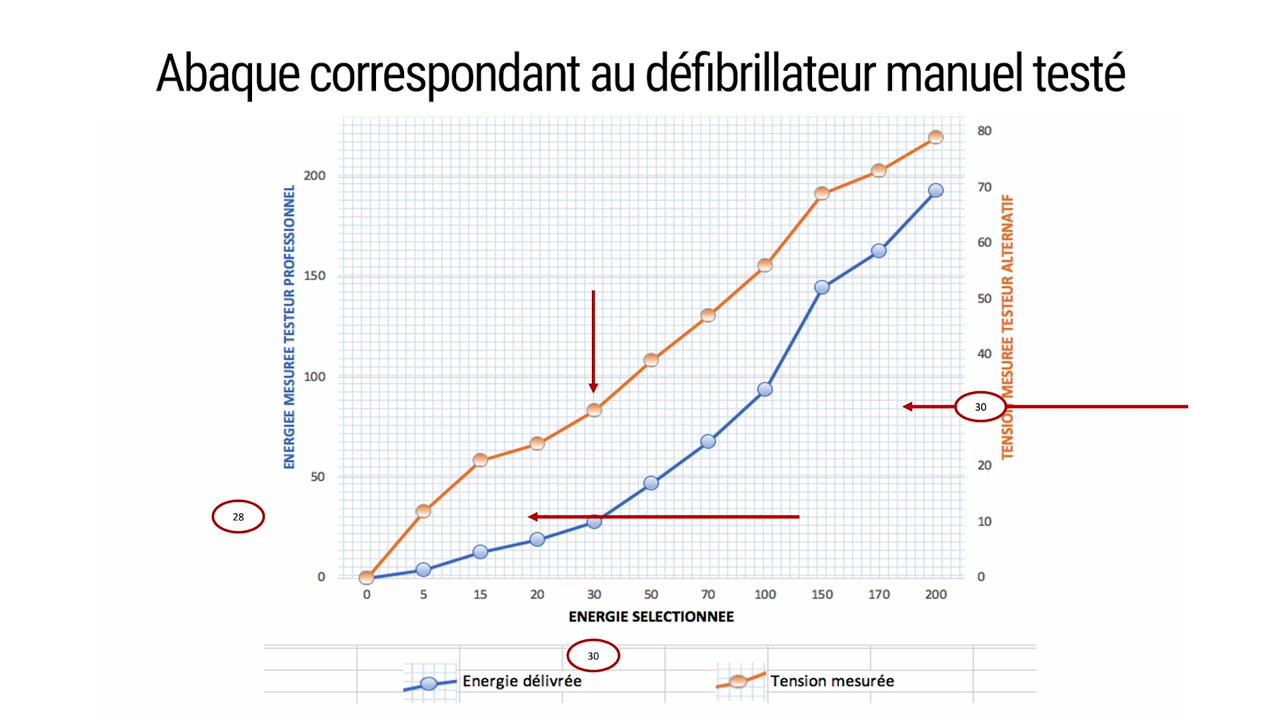 Abaque correspondant au défibrillateur manuel testé
80
200
70
60
150
50
40
100
30
20
50
28
10
0
0
ENERGIEE MESUREE TESTEUR PROFESSIONNEL
TENSION MESUREE TESTEUR ALTERNATIF
0 5 15 20 30 50 70 100 150 170 200
ENERGIE SELECTIONNEE
30
Energie délivrée
Tension mesurée